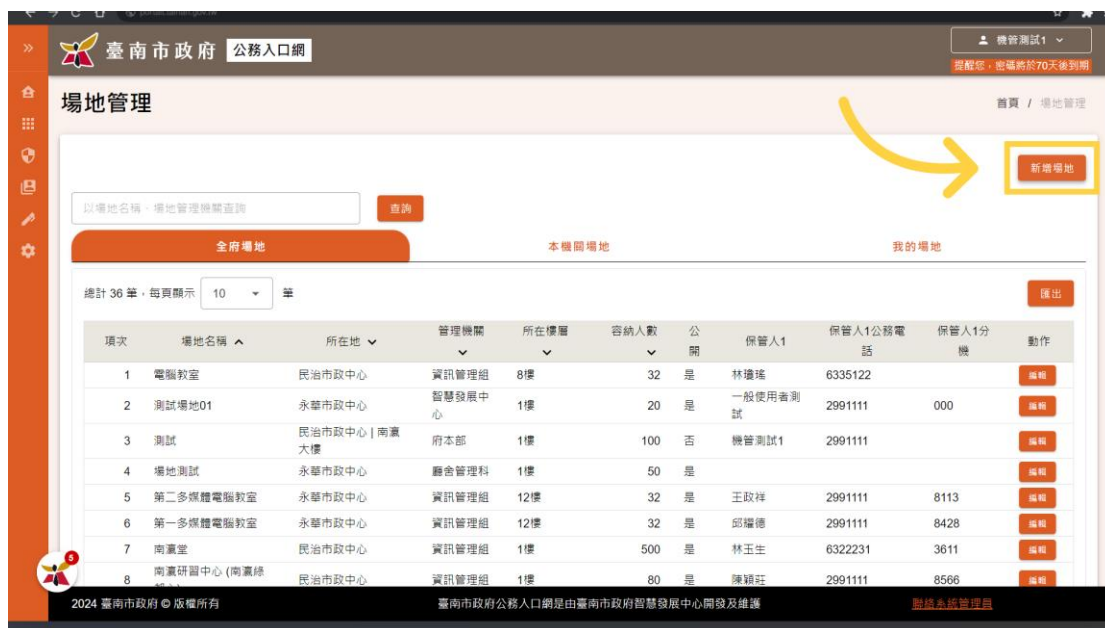 臺南市政府 公務入口網
機管測試1
提醒您，密碼將於70天後到期
場地管理
首頁 / 場地管理
新增場地
以場地名稱、場地管理機關查詢
查詢
全府場地 本機關場地 我的場地
總計 36 筆，每頁顯示 10 筆
匯出
項次 場地名稱 所在地 管理機關 所在樓層 容納人數 公開 保管人1 保管人1公務電話 保管人1分機 動作
1 電腦教室 民治市政中心 資訊管理組 8樓 32 是 林瓊瑤 6335122 編輯
2 測試場地01 永華市政中心 智慧發展中心 1樓 20 是 一般使用者測試 2991111 000 編輯
3 測試 民治市政中心 | 南瀛大樓 府本部 1樓 100 否 機管測試1 2991111 編輯
4 場地測試 永華市政中心 廳舍管理科 1樓 50 是 編輯
5 第二多媒體電腦教室 永華市政中心 資訊管理組 12樓 32 是 王政祥 2991111 8113 編輯
6 第一多媒體電腦教室 永華市政中心 資訊管理組 12樓 32 是 邱耀德 2991111 8428 編輯
7 南瀛堂 民治市政中心 資訊管理組 1樓 500 是 林玉生 6322231 3611 編輯
8 南瀛研習中心 (南瀛綠 民治市政中心 資訊管理組 1樓 80 是 陳穎莊 2991111 8566 編輯
5
2024 臺南市政府 © 版權所有
臺南市政府公務人口網是由臺南市政府智慧發展中心開發及維護
聯絡系統管理員